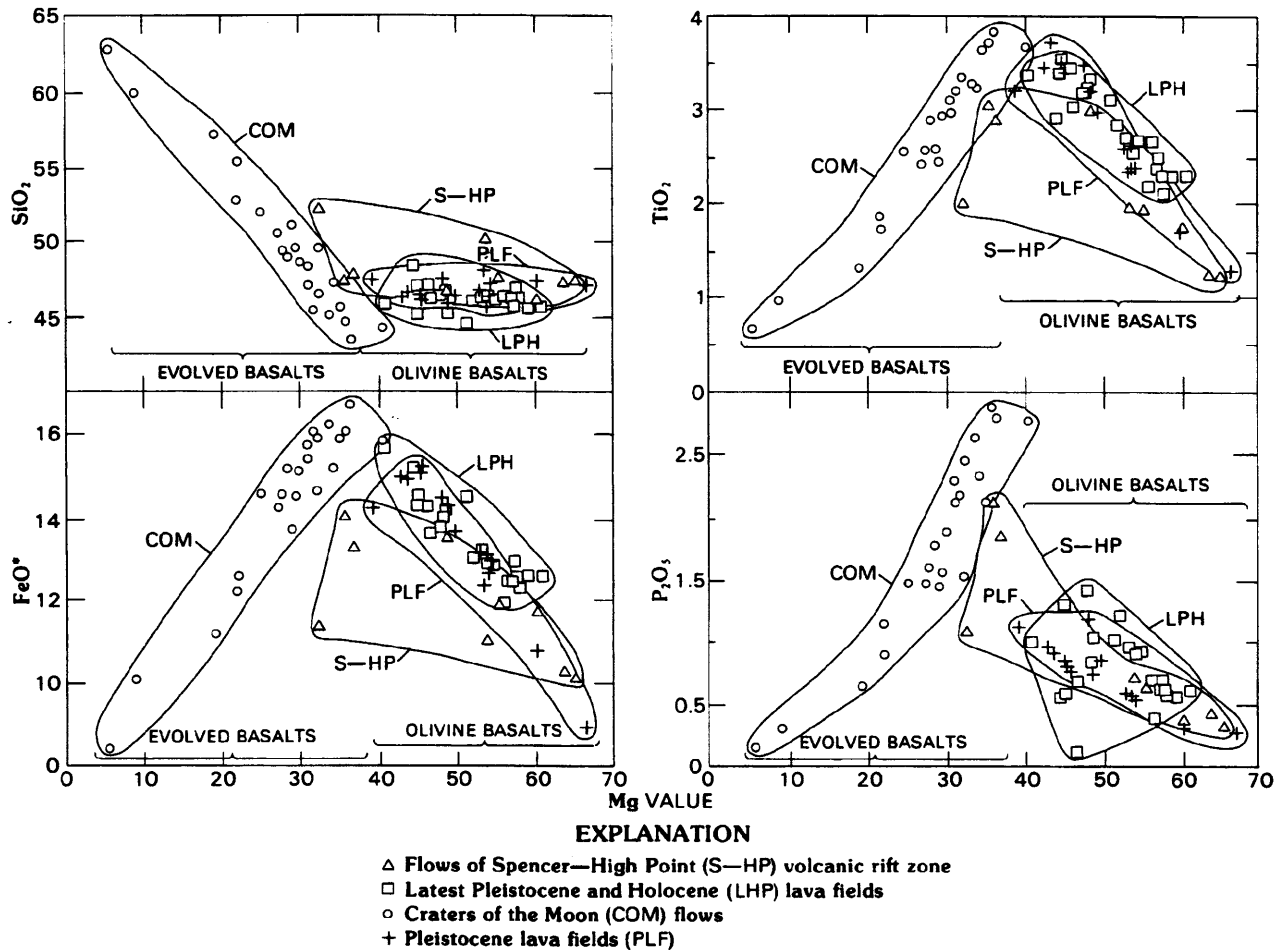 65
60
55
50
45
SiO₂
COM
S—HP
PLF
LPH
EVOLVED BASALTS
OLIVINE BASALTS
4
3
2
1
0
TiO₂
COM
LPH
PLF
S—HP
OLIVINE BASALTS
EVOLVED BASALTS
16
14
12
10
0
FeO*
COM
LPH
PLF
S—HP
EVOLVED BASALTS
OLIVINE BASALTS
0 10 20 30 40 50 60 70
2.5
1.5
0.5
0
P₂O₅
OLIVINE BASALTS
S—HP
COM
PLF
LPH
EVOLVED BASALTS
0 10 20 30 40 50 60 70
Mg VALUE
EXPLANATION
△ Flows of Spencer—High Point (S—HP) volcanic rift zone
□ Latest Pleistocene and Holocene (LHP) lava fields
○ Craters of the Moon (COM) flows
+ Pleistocene lava fields (PLF)